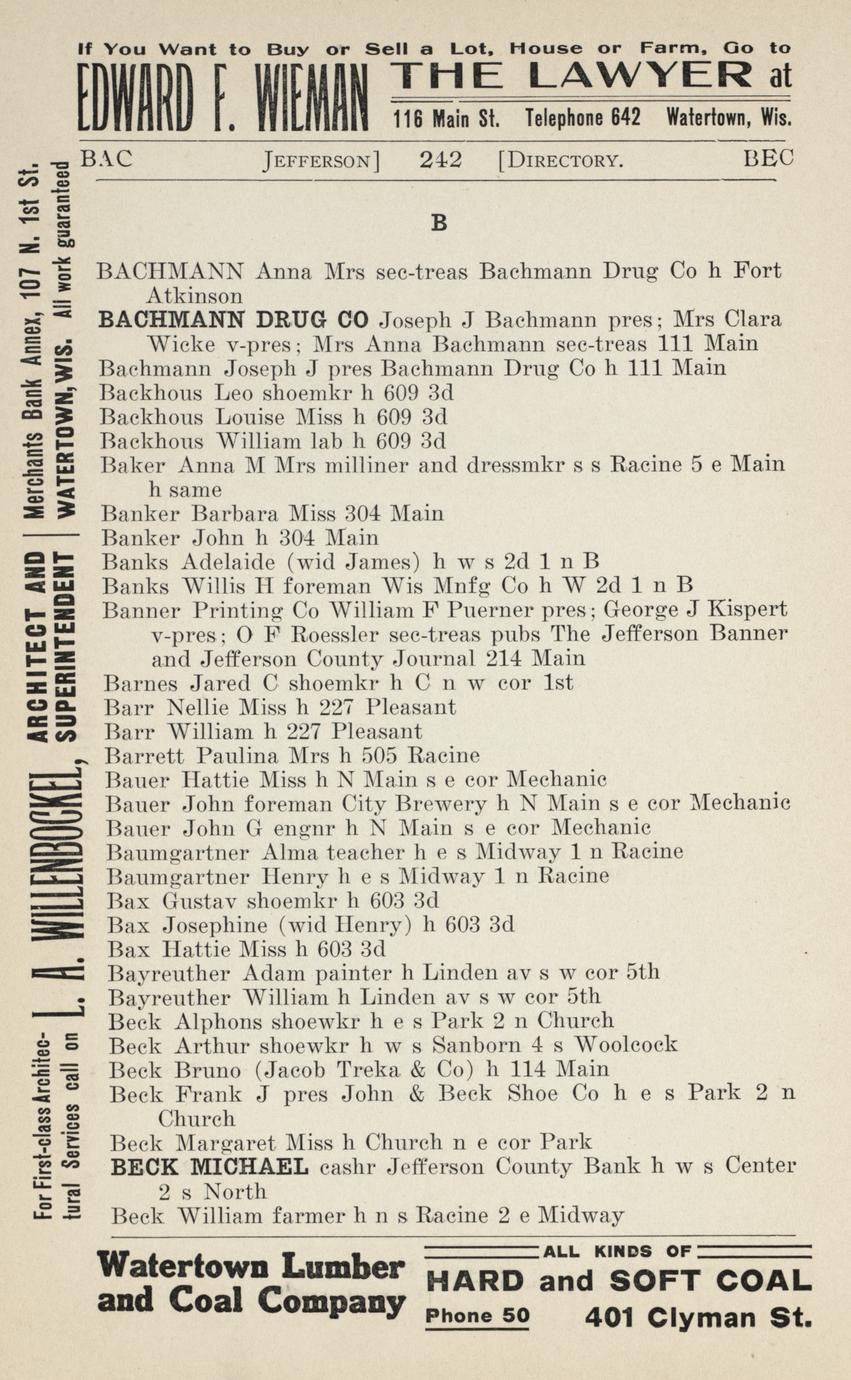 If You Want to Buy or Sell a Lot, House or Farm, Go to
EDWARD F. WIEMAN THE LAWYER at
116 Main St. Telephone 642 Watertown, Wis.
BAC JEFFERSON] 242 [DIRECTORY. BEC
B
BACHMANN Anna Mrs sec-treas Bachmann Drug Co h Fort
Atkinson
BACHMANN DRUG CO Joseph J Bachmann pres; Mrs Clara
Wicke v-pres; Mrs Anna Bachmann sec-treas 111 Main
Bachmann Joseph J pres Bachmann Drug Co h 111 Main
Backhous Leo shoemkr h 609 3d
Backhous Louise Miss h 609 3d
Backhous William lab h 609 3d
Baker Anna M Mrs milliner and dressmkr s s Racine 5 e Main
h same
Banker Barbara Miss 304 Main
Banker John h 304 Main
Banks Adelaide (wid James) h w s 2d 1 n B
Banks Willis H foreman Wis Mnfg Co h W 2d 1 n B
Banner Printing Co William F Puerner pres; George J Kispert
v-pres; O F Roessler sec-treas pubs The Jefferson Banner
and Jefferson County Journal 214 Main
Barnes Jared C shoemkr h C n w cor 1st
Barr Nellie Miss h 227 Pleasant
Barr William h 227 Pleasant
Barrett Paulina Mrs h 505 Racine
Bauer Hattie Miss h N Main s e cor Mechanic
Bauer John foreman City Brewery h N Main s e cor Mechanic
Bauer John G engnr h N Main s e cor Mechanic
Baumgartner Alma teacher h e s Midway 1 n Racine
Baumgartner Henry h e s Midway 1 n Racine
Bax Gustav shoemkr h 603 3d
Bax Josephine (wid Henry) h 603 3d
Bax Hattie Miss h 603 3d
Bayreuther Adam painter h Linden av s w cor 5th
Bayreuther William h Linden av s w cor 5th
Beck Alphons shoewkr h e s Park 2 n Church
Beck Arthur shoewkr h w s Sanborn 4 s Woolcock
Beck Bruno (Jacob Treka & Co) h 114 Main
Beck Frank J pres John & Beck Shoe Co h e s Park 2 n
Church
Beck Margaret Miss h Church n e cor Park
BECK MICHAEL cashr Jefferson County Bank h w s Center
2 s North
Beck William farmer h n s Racine 2 e Midway
For First-class Architec-
tural Services call on L. A. WILLENBOCKEL,
ARCHITECT AND
SUPERINTENDENT
Merchants Bank Annex, 107 N. 1st St.
WATERTOWN, WIS. All work guaranteed
Watertown Lumber
and Coal Company
ALL KINDS OF
HARD and SOFT COAL
Phone 50 401 Clyman St.